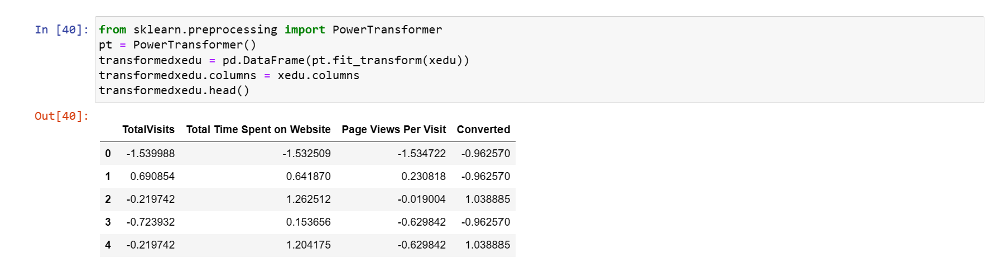 In [40]: from sklearn.preprocessing import PowerTransformer
pt = PowerTransformer()
transformedxedu = pd.DataFrame(pt.fit_transform(xedu))
transformedxedu.columns = xedu.columns
transformedxedu.head()
Out[40]:
TotalVisits Total Time Spent on Website Page Views Per Visit Converted
0 -1.539988 -1.532509 -1.534722 -0.962570
1 0.690854 0.641870 0.230818 -0.962570
2 -0.219742 1.262512 -0.019004 1.038885
3 -0.723932 0.153656 -0.629842 -0.962570
4 -0.219742 1.204175 -0.629842 1.038885